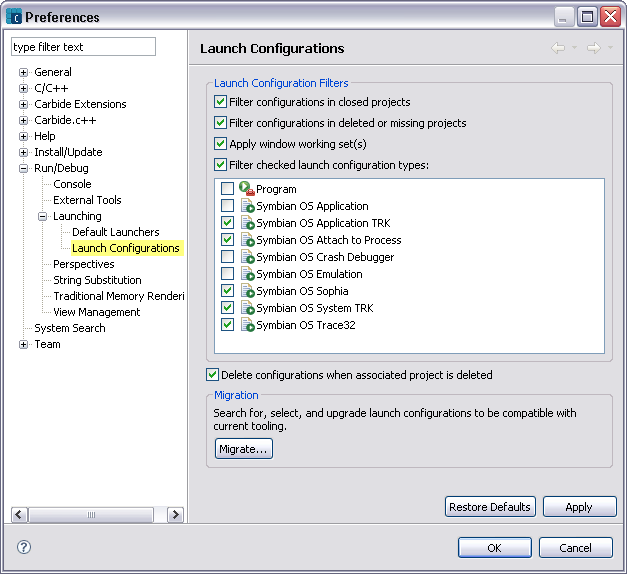 Preferences
type filter text
General
C/C++
Carbide Extensions
Carbide.c++
Help
Install/Update
Run/Debug
Console
External Tools
Launching
Default Launchers
Launch Configurations
Perspectives
String Substitution
Traditional Memory Renderi
View Management
System Search
Team
Launch Configurations
Launch Configuration Filters
Filter configurations in closed projects
Filter configurations in deleted or missing projects
Apply window working set(s)
Filter checked launch configuration types:
Program
Symbian OS Application
Symbian OS Application TRK
Symbian OS Attach to Process
Symbian OS Crash Debugger
Symbian OS Emulation
Symbian OS Sophia
Symbian OS System TRK
Symbian OS Trace32
Delete configurations when associated project is deleted
Migration
Search for, select, and upgrade launch configurations to be compatible with
current tooling.
Migrate...
Restore Defaults
Apply
?
OK
Cancel